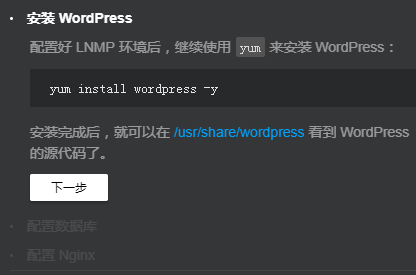 安装 WordPress
配置好 LNMP 环境后，继续使用 yum 来安装 WordPress：
yum install wordpress -y
安装完成后，就可以在 /usr/share/wordpress 看到 WordPress
的源代码了。
下一步
配置数据库
配置 Nginx